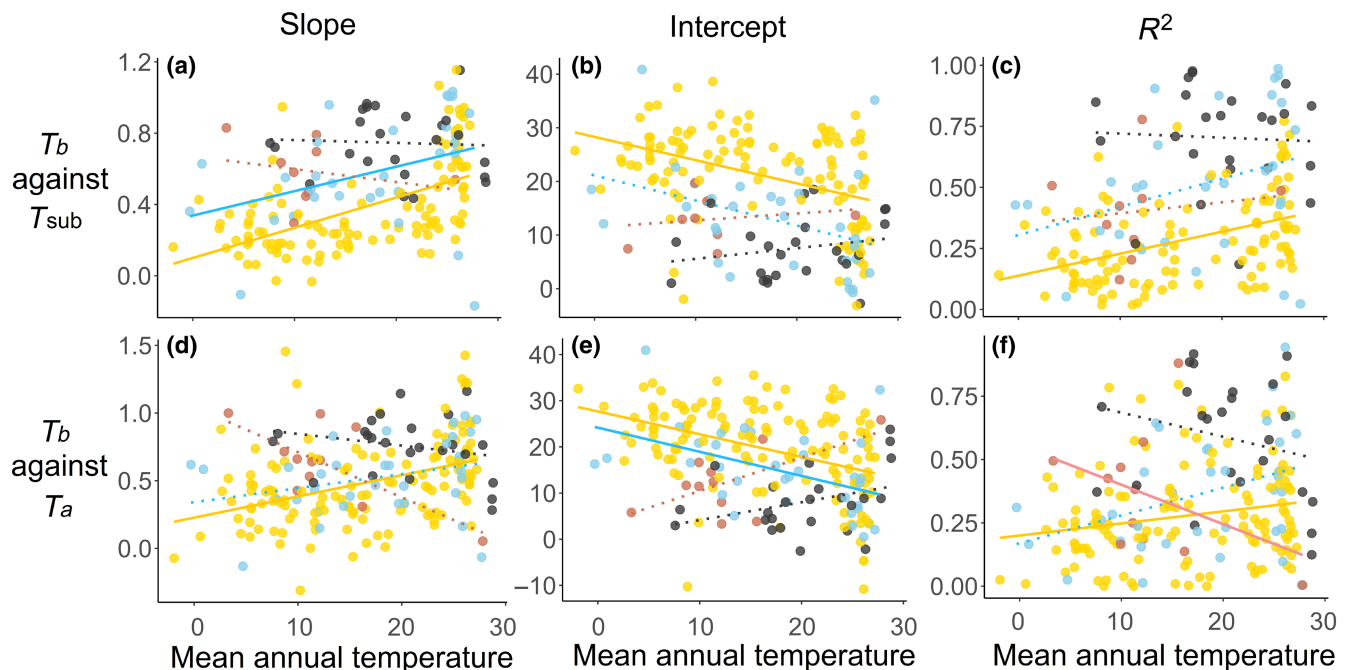 Slope Intercept R²
(a) (b) (c)
1.2 40 1.00
0.8 30 0.75
Tb
against
Tsub
20 0.50
0.4 10 0.25
0.0 0 0.00
(d) (e) (f)
1.5 40
1.0 30 0.75
Tb
against
Ta
20 0.50
0.5 10 0.25
0.0 0 0.00
−10
0 10 20 30 0 10 20 30 0 10 20 30
Mean annual temperature Mean annual temperature Mean annual temperature